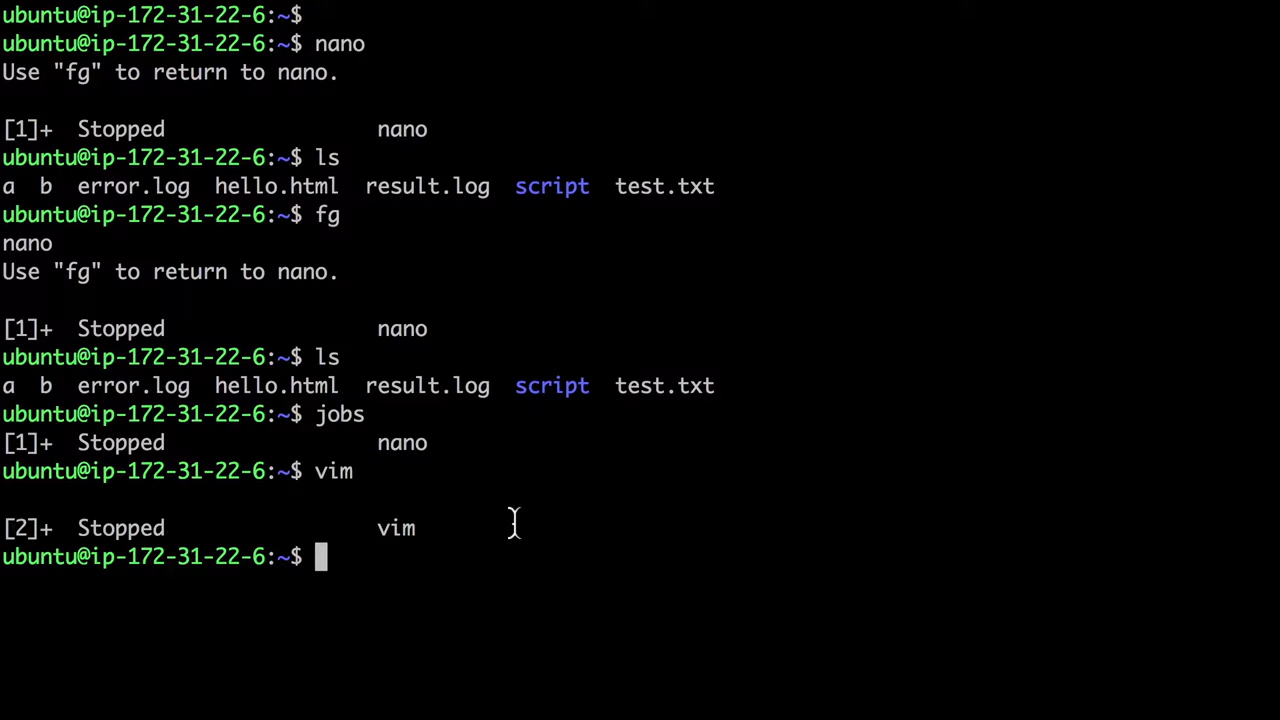 ubuntu@ip-172-31-22-6:~$
ubuntu@ip-172-31-22-6:~$ nano
Use "fg" to return to nano.
[1]+  Stopped                 nano
ubuntu@ip-172-31-22-6:~$ ls
a  b  error.log  hello.html  result.log  script  test.txt
ubuntu@ip-172-31-22-6:~$ fg
nano
Use "fg" to return to nano.
[1]+  Stopped                 nano
ubuntu@ip-172-31-22-6:~$ ls
a  b  error.log  hello.html  result.log  script  test.txt
ubuntu@ip-172-31-22-6:~$ jobs
[1]+  Stopped                 nano
ubuntu@ip-172-31-22-6:~$ vim
[2]+  Stopped                 vim
ubuntu@ip-172-31-22-6:~$